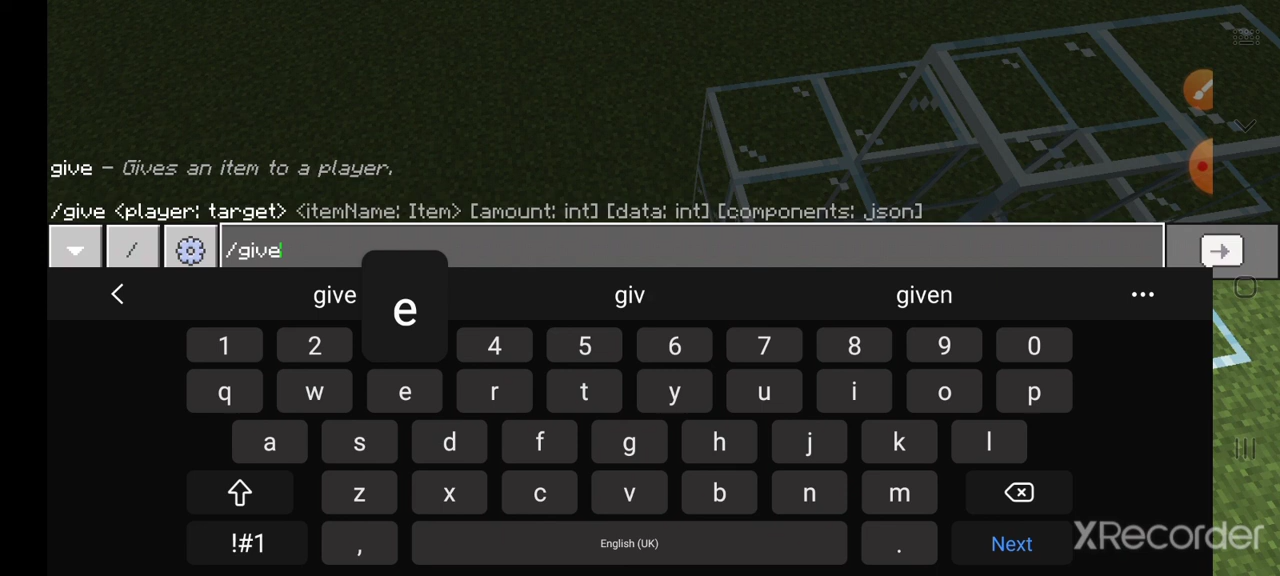 give – Gives an item to a player.
/give <player: target> <itemName: Item> [amount: int] [data: int] [components: json]
/ /give
give giv given ...
e
1 2 4 5 6 7 8 9 0
q w e r t y u i o p
a s d f g h j k l
z x c v b n m
!#1 , English (UK) . Next
XRecorder